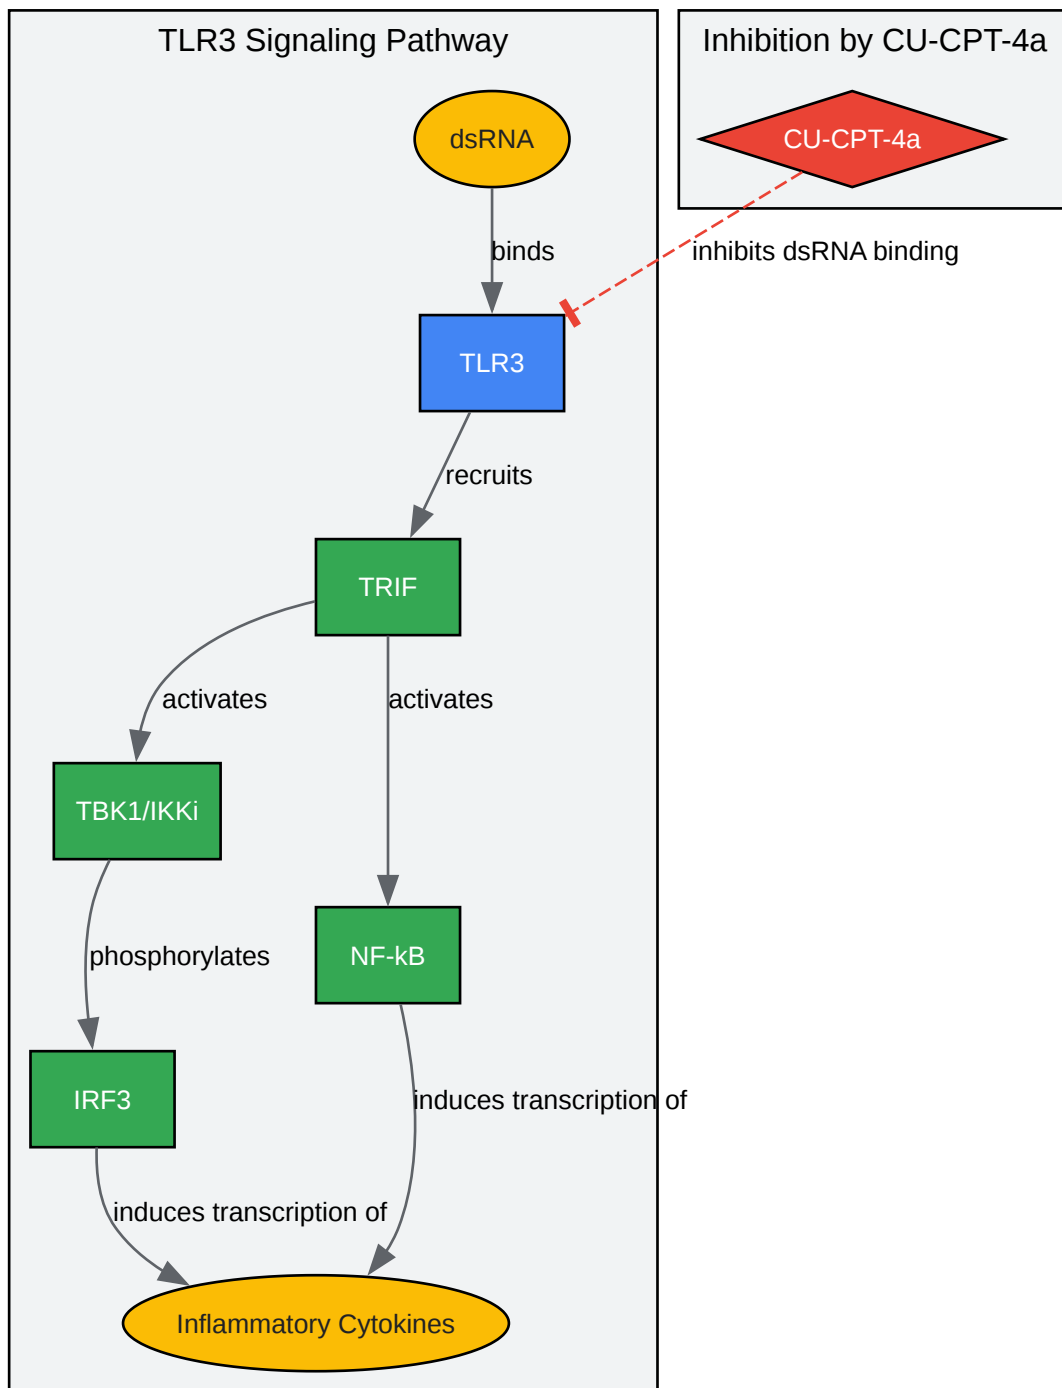 TLR3 Signaling Pathway
Inhibition by CU-CPT-4a
dsRNA
CU-CPT-4a
binds
inhibits dsRNA binding
TLR3
recruits
TRIF
activates
activates
TBK1/IKKi
phosphorylates
NF-kB
IRF3
induces transcription of
induces transcription of
Inflammatory Cytokines